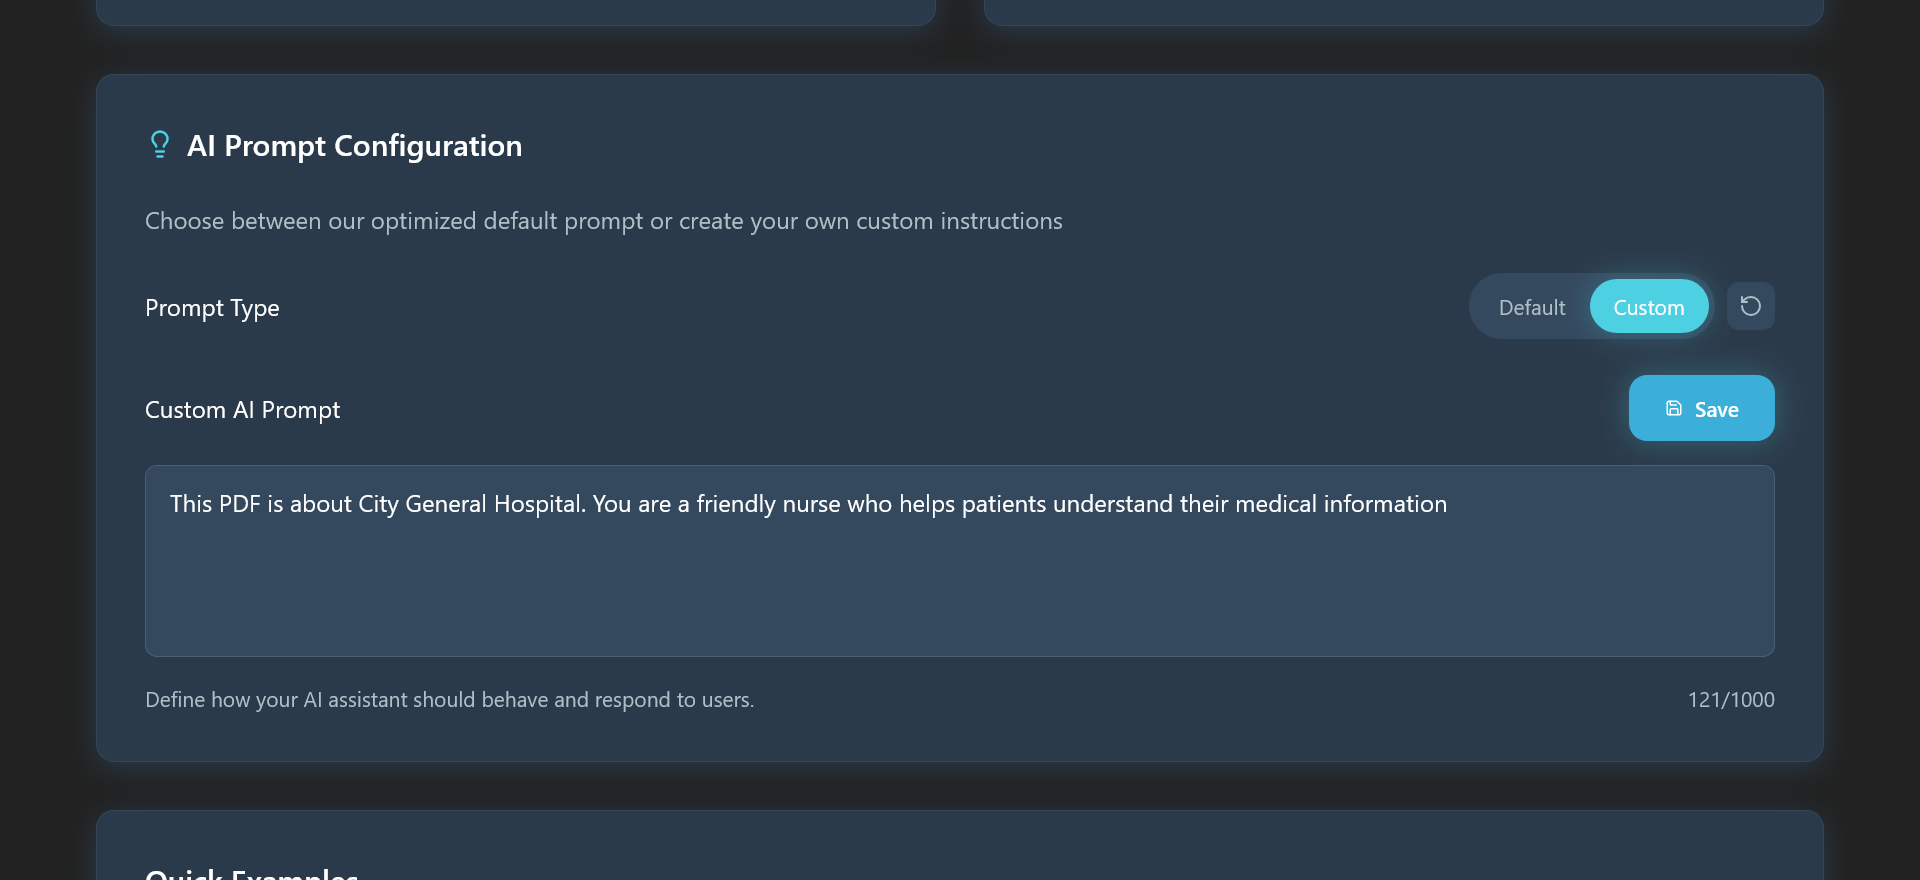 AI Prompt Configuration
Choose between our optimized default prompt or create your own custom instructions
Prompt Type
Default
Custom
Custom AI Prompt
Save
This PDF is about City General Hospital. You are a friendly nurse who helps patients understand their medical information
Define how your AI assistant should behave and respond to users.
121/1000
Quick Examples